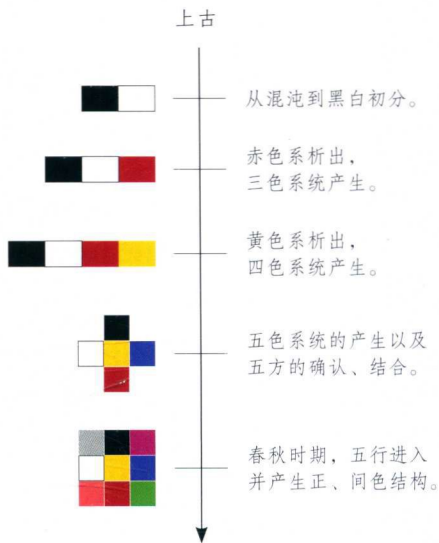 上古
从混沌到黑白初分。
赤色系析出，
三色系统产生。
黄色系析出，
四色系统产生。
五色系统的产生以及
五方的确认、结合。
春秋时期，五行进入
并产生正、间色结构。